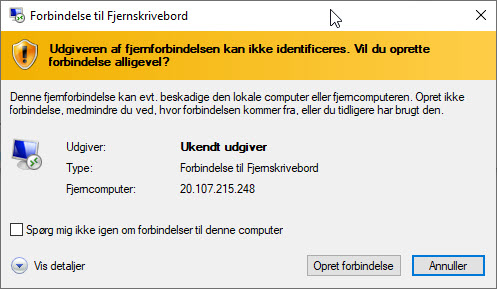 Forbindelse til Fjernskrivebord
Udgiveren af fjernforbindelsen kan ikke identificeres. Vil du oprette
forbindelse alligevel?
Denne fjernforbindelse kan evt. beskadige den lokale computer eller fjerncomputeren. Opret ikke
forbindelse, medmindre du ved, hvor forbindelsen kommer fra, eller du tidligere har brugt den.
Udgiver: Ukendt udgiver
Type: Forbindelse til Fjernskrivebord
Fjerncomputer: 20.107.215.248
Spørg mig ikke igen om forbindelser til denne computer
Vis detaljer Opret forbindelse Annuller